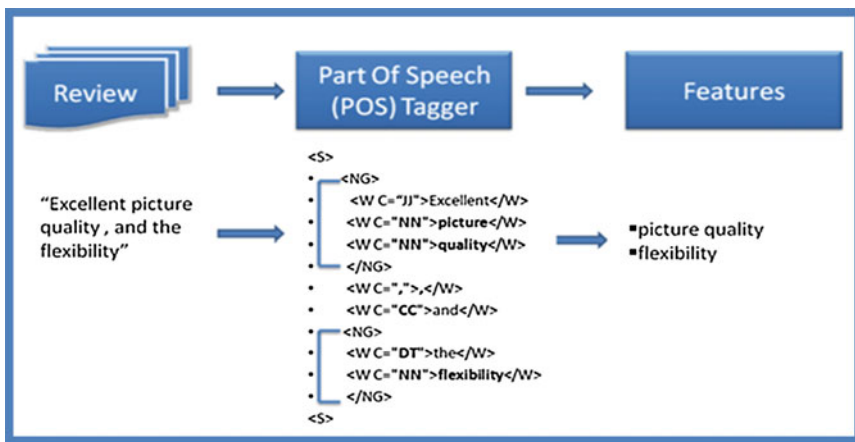 Review
Part Of Speech
(POS) Tagger
Features
"Excellent picture
quality , and the
flexibility"
<S>
• <NG>
• <W C="JJ">Excellent</W>
• <W C="NN">picture</W>
• <W C="NN">quality</W>
• </NG>
• <W C=",">,</W>
• <W C="CC">and</W>
• <NG>
• <W C="DT">the</W>
• <W C="NN">flexibility</W>
• </NG>
<S>
▪picture quality
▪flexibility